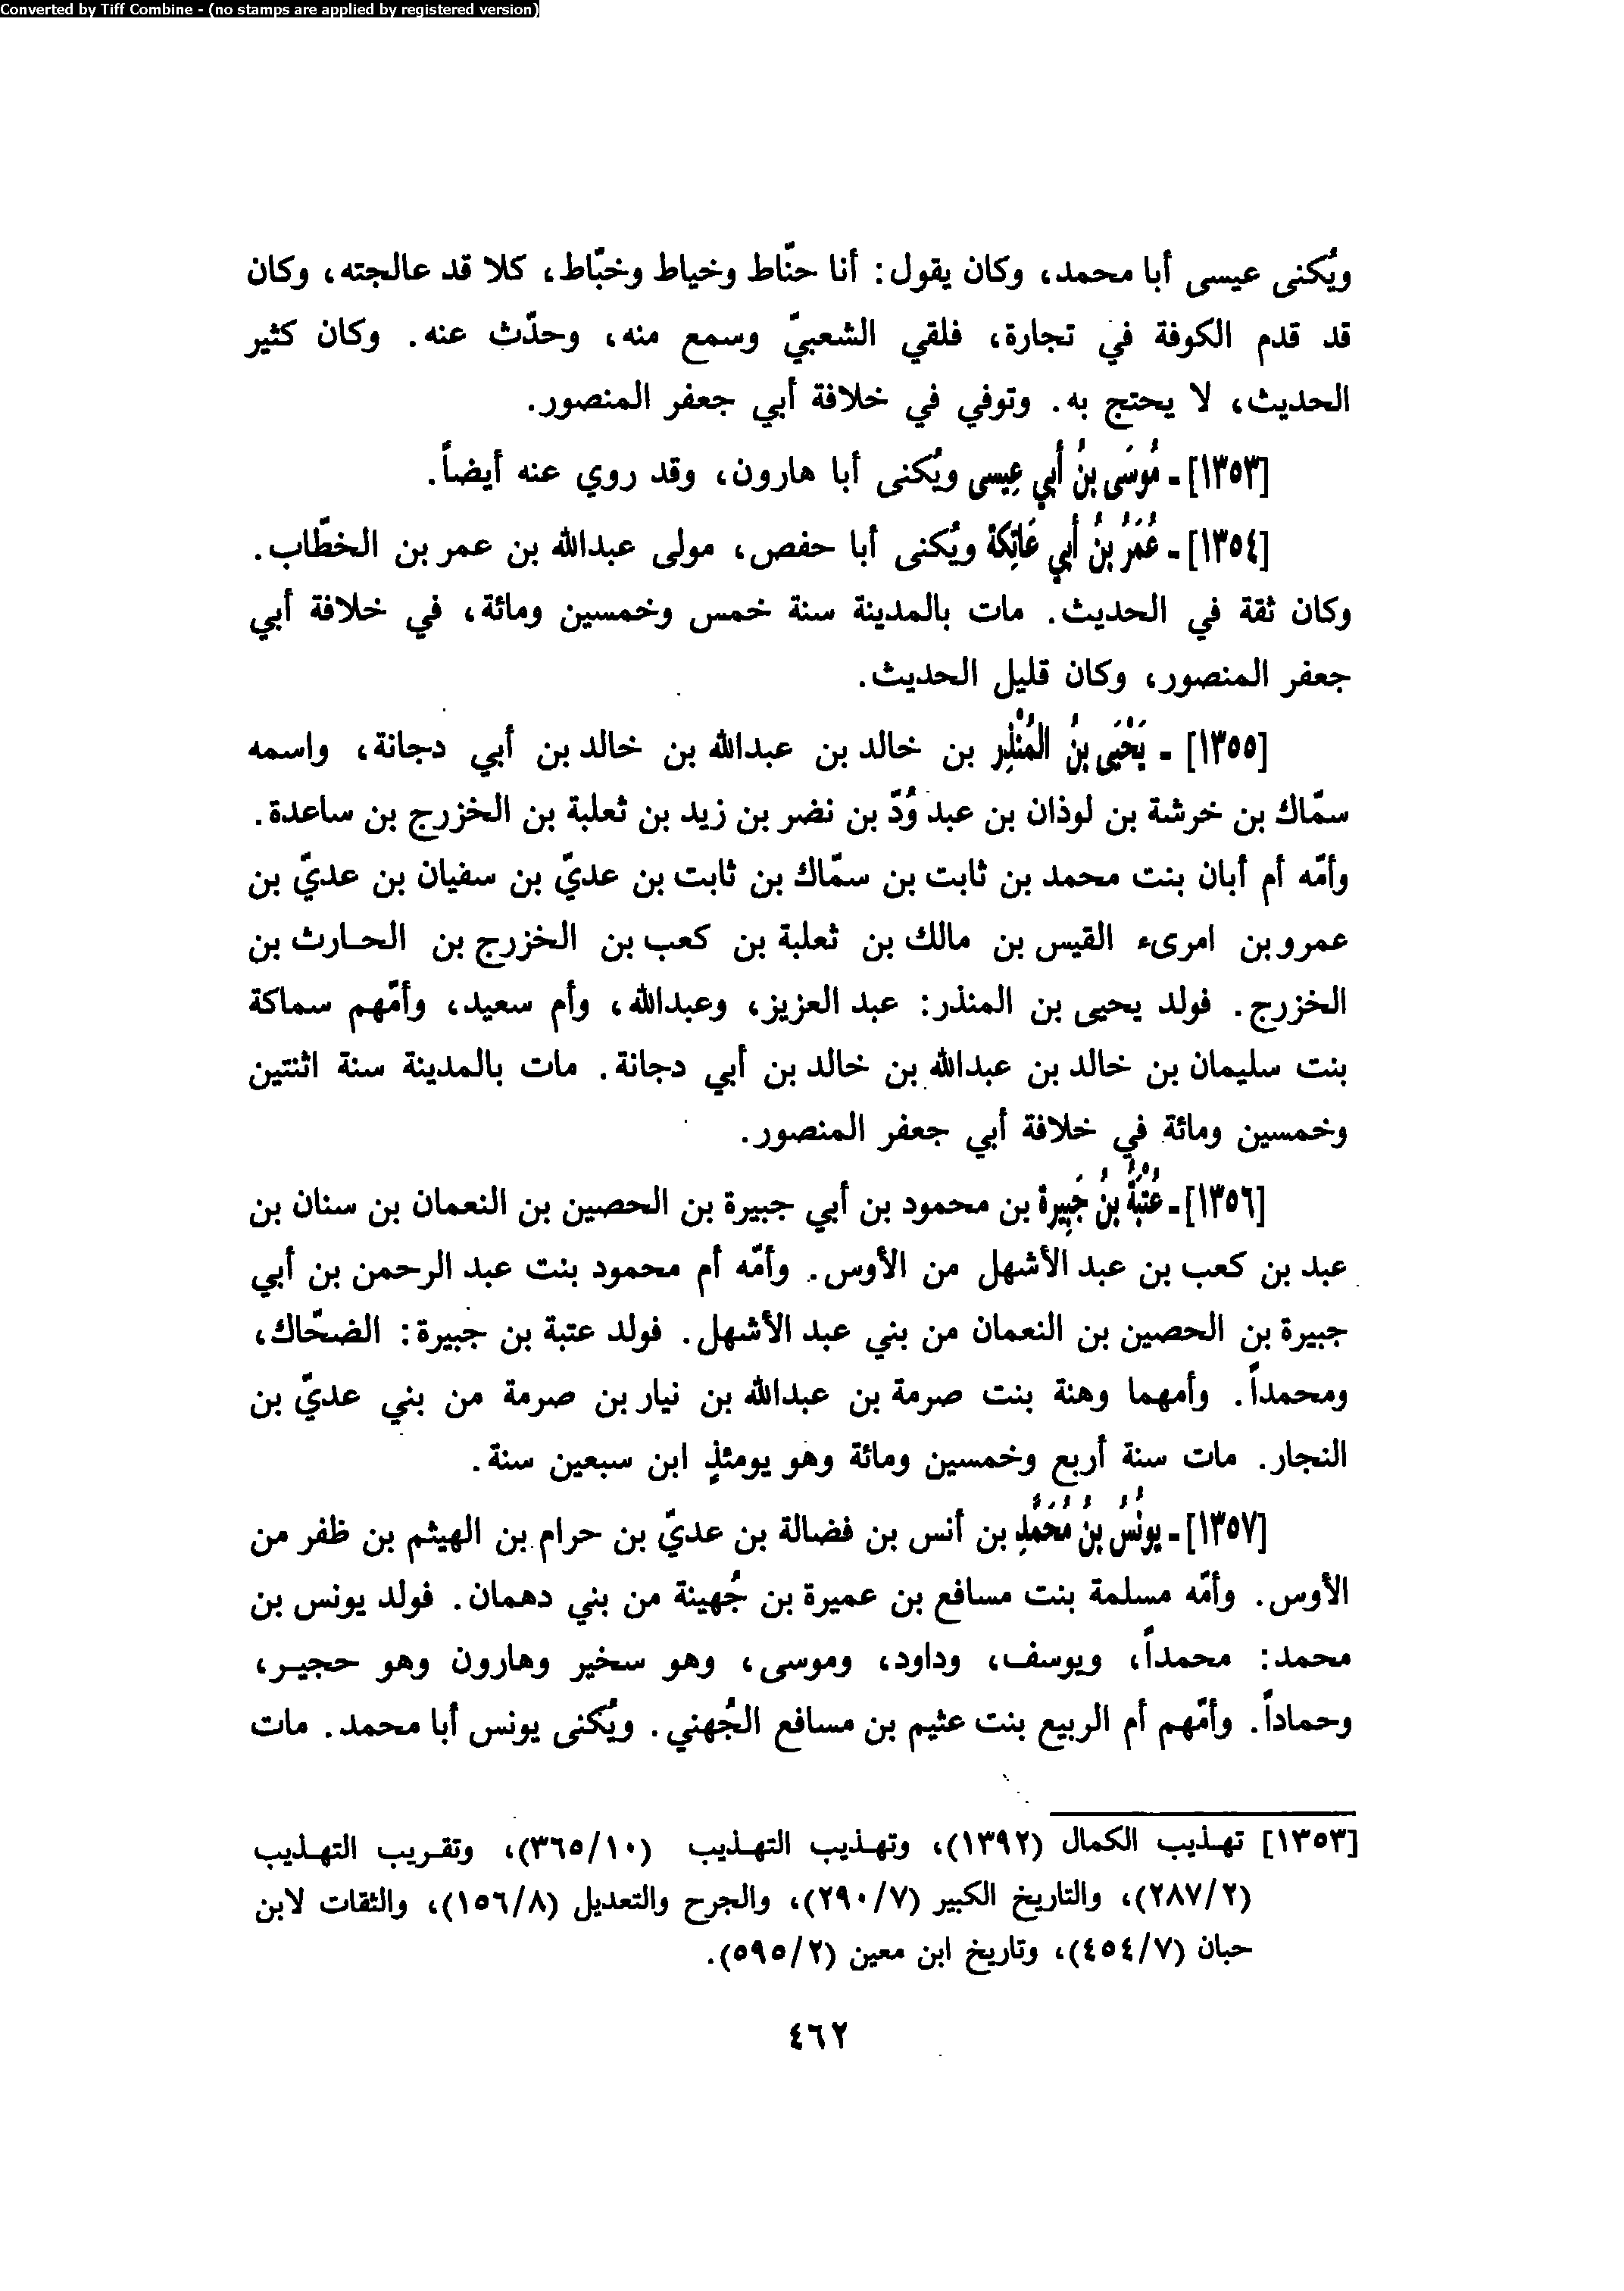 Converted by Tiff Combine - (no stamps are applied by registered version)
ويُكنى عيسى أبا محمد، وكان يقول: أنا حنّاط وخياط وخبّاط، كلا قد عالجته، وكان
قد قدم الكوفة في تجارة، فلقي الشعبيّ وسمع منه، وحدّث عنه. وكان كثير
الحديث، لا يحتج به. وتوفي في خلافة أبي جعفر المنصور.
[١٣٥٣] - مُوسَى بنُ أَبي عِيسى ويُكنى أبا هارون، وقد روي عنه أيضاً.
[١٣٥٤] - عُمَرُ بنُ أَبي عَاتِكَة ويُكنى أبا حفص، مولى عبدالله بن عمر بن الخطّاب.
وكان ثقة في الحديث. مات بالمدينة سنة خمس وخمسين ومائة، في خلافة أبي
جعفر المنصور، وكان قليل الحديث.
[١٣٥٥] - يَحْيَى بنُ المُنْذِر بن خالد بن عبدالله بن خالد بن أبي دجانة، واسمه
سمّاك بن خرشة بن لوذان بن عبد وُدّ بن نضر بن زيد بن ثعلبة بن الخزرج بن ساعدة.
وأمّه أم أبان بنت محمد بن ثابت بن سمّاك بن ثابت بن عديّ بن سفيان بن عديّ بن
عمرو بن امرىء القيس بن مالك بن ثعلبة بن كعب بن الخزرج بن الحارث بن
الخزرج. فولد يحيى بن المنذر: عبد العزيز، وعبدالله، وأم سعيد، وأمّهم سماكة
بنت سليمان بن خالد بن عبدالله بن خالد بن أبي دجانة. مات بالمدينة سنة اثنتين
وخمسين ومائة في خلافة أبي جعفر المنصور.
[١٣٥٦] - عُتْبَةُ بنُ جَبِيرة بن محمود بن أبي جبيرة بن الحصين بن النعمان بن سنان بن
عبد بن كعب بن عبد الأشهل من الأوس. وأمّه أم محمود بنت عبد الرحمن بن أبي
جبيرة بن الحصين بن النعمان من بني عبد الأشهل. فولد عتبة بن جبيرة: الضحّاك،
ومحمداً. وأمهما وهنة بنت صرمة بن عبدالله بن نيار بن صرمة من بني عديّ بن
النجار. مات سنة أربع وخمسين ومائة وهو يومئذٍ ابن سبعين سنة.
[١٣٥٧] - يونُسُ بنُ مُحَمَّدِ بن أنس بن فضالة بن عديّ بن حرام بن الهيثم بن ظفر من
الأوس. وأمّه مسلمة بنت مسافع بن عميرة بن جُهينة من بني دهمان. فولد يونس بن
محمد: محمداً، ويوسف، وداود، وموسى، وهو سخير وهارون وهو حجير،
وحماداً. وأمّهم أم الربيع بنت عثيم بن مسافع الجُهني. ويُكنى يونس أبا محمد. مات
[١٣٥٣] تهذيب الكمال (١٣٩٢)، وتهذيب التهذيب (٣٦٥/١٠)، وتقريب التهذيب
(٢٨٧/٢)، والتاريخ الكبير (٢٩٠/٧)، والجرح والتعديل (١٥٦/٨)، والثقات لابن
حبان (٤٥٤/٧)، وتاريخ ابن معين (٥٩٥/٢).
٤٦٢